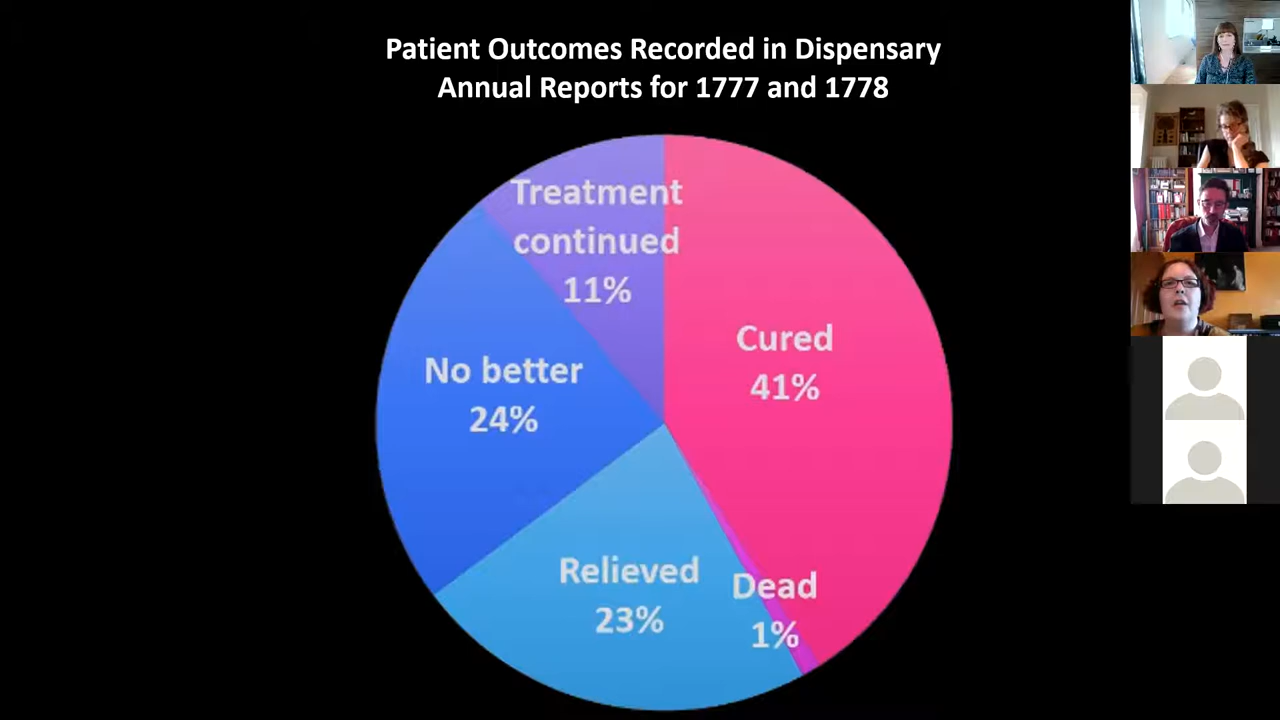 Patient Outcomes Recorded in Dispensary
Annual Reports for 1777 and 1778
Treatment
continued
11%
Cured
41%
No better
24%
Relieved
23%
Dead
1%